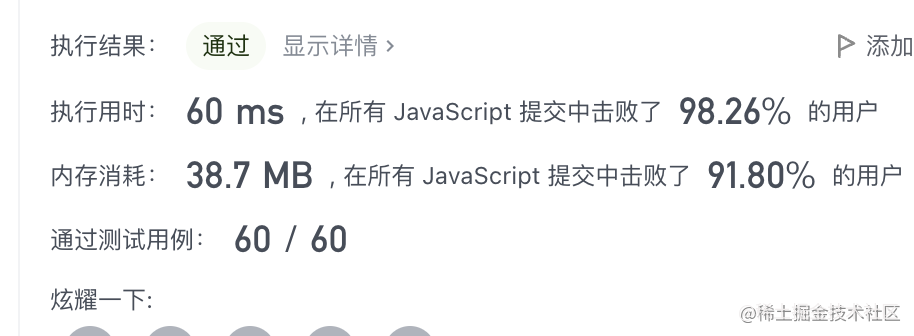 执行结果： 通过 显示详情 > 添加
执行用时： 60 ms , 在所有 JavaScript 提交中击败了 98.26% 的用户
内存消耗： 38.7 MB , 在所有 JavaScript 提交中击败了 91.80% 的用户
通过测试用例： 60 / 60
炫耀一下:
@稀土掘金技术社区